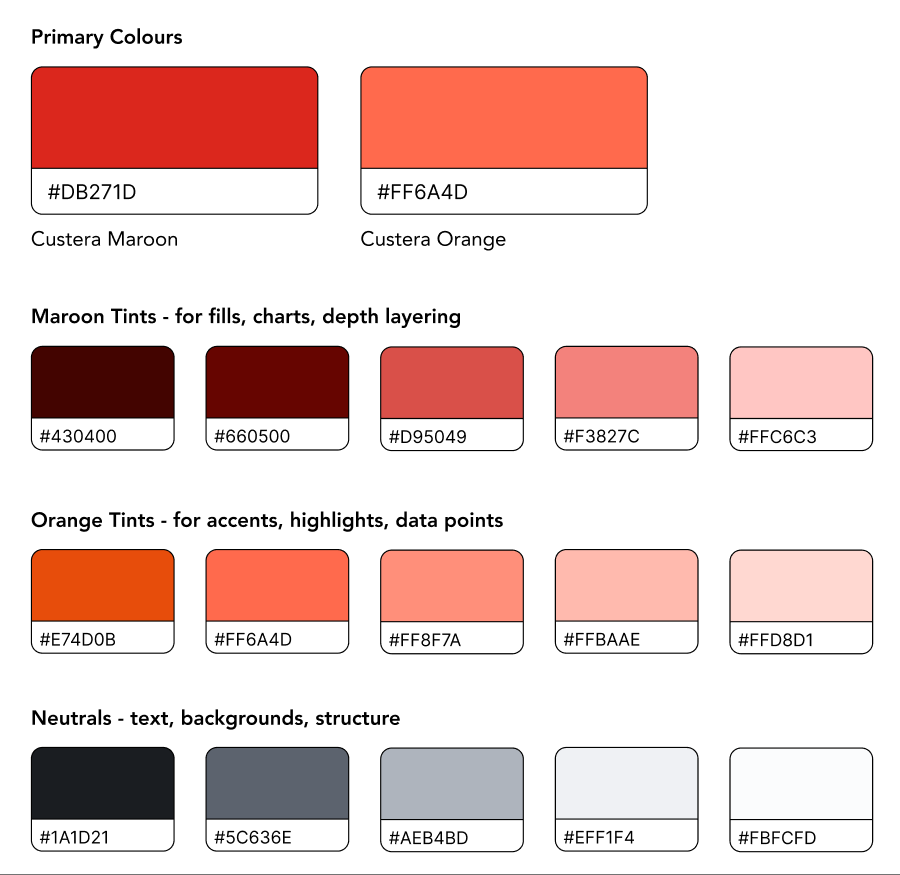 Primary Colours
#DB271D #FF6A4D
Custera Maroon Custera Orange
Maroon Tints - for fills, charts, depth layering
#430400 #660500 #D95049 #F3827C #FFC6C3
Orange Tints - for accents, highlights, data points
#E74D0B #FF6A4D #FF8F7A #FFBAAE #FFD8D1
Neutrals - text, backgrounds, structure
#1A1D21 #5C636E #AEB4BD #EFF1F4 #FBFCFD